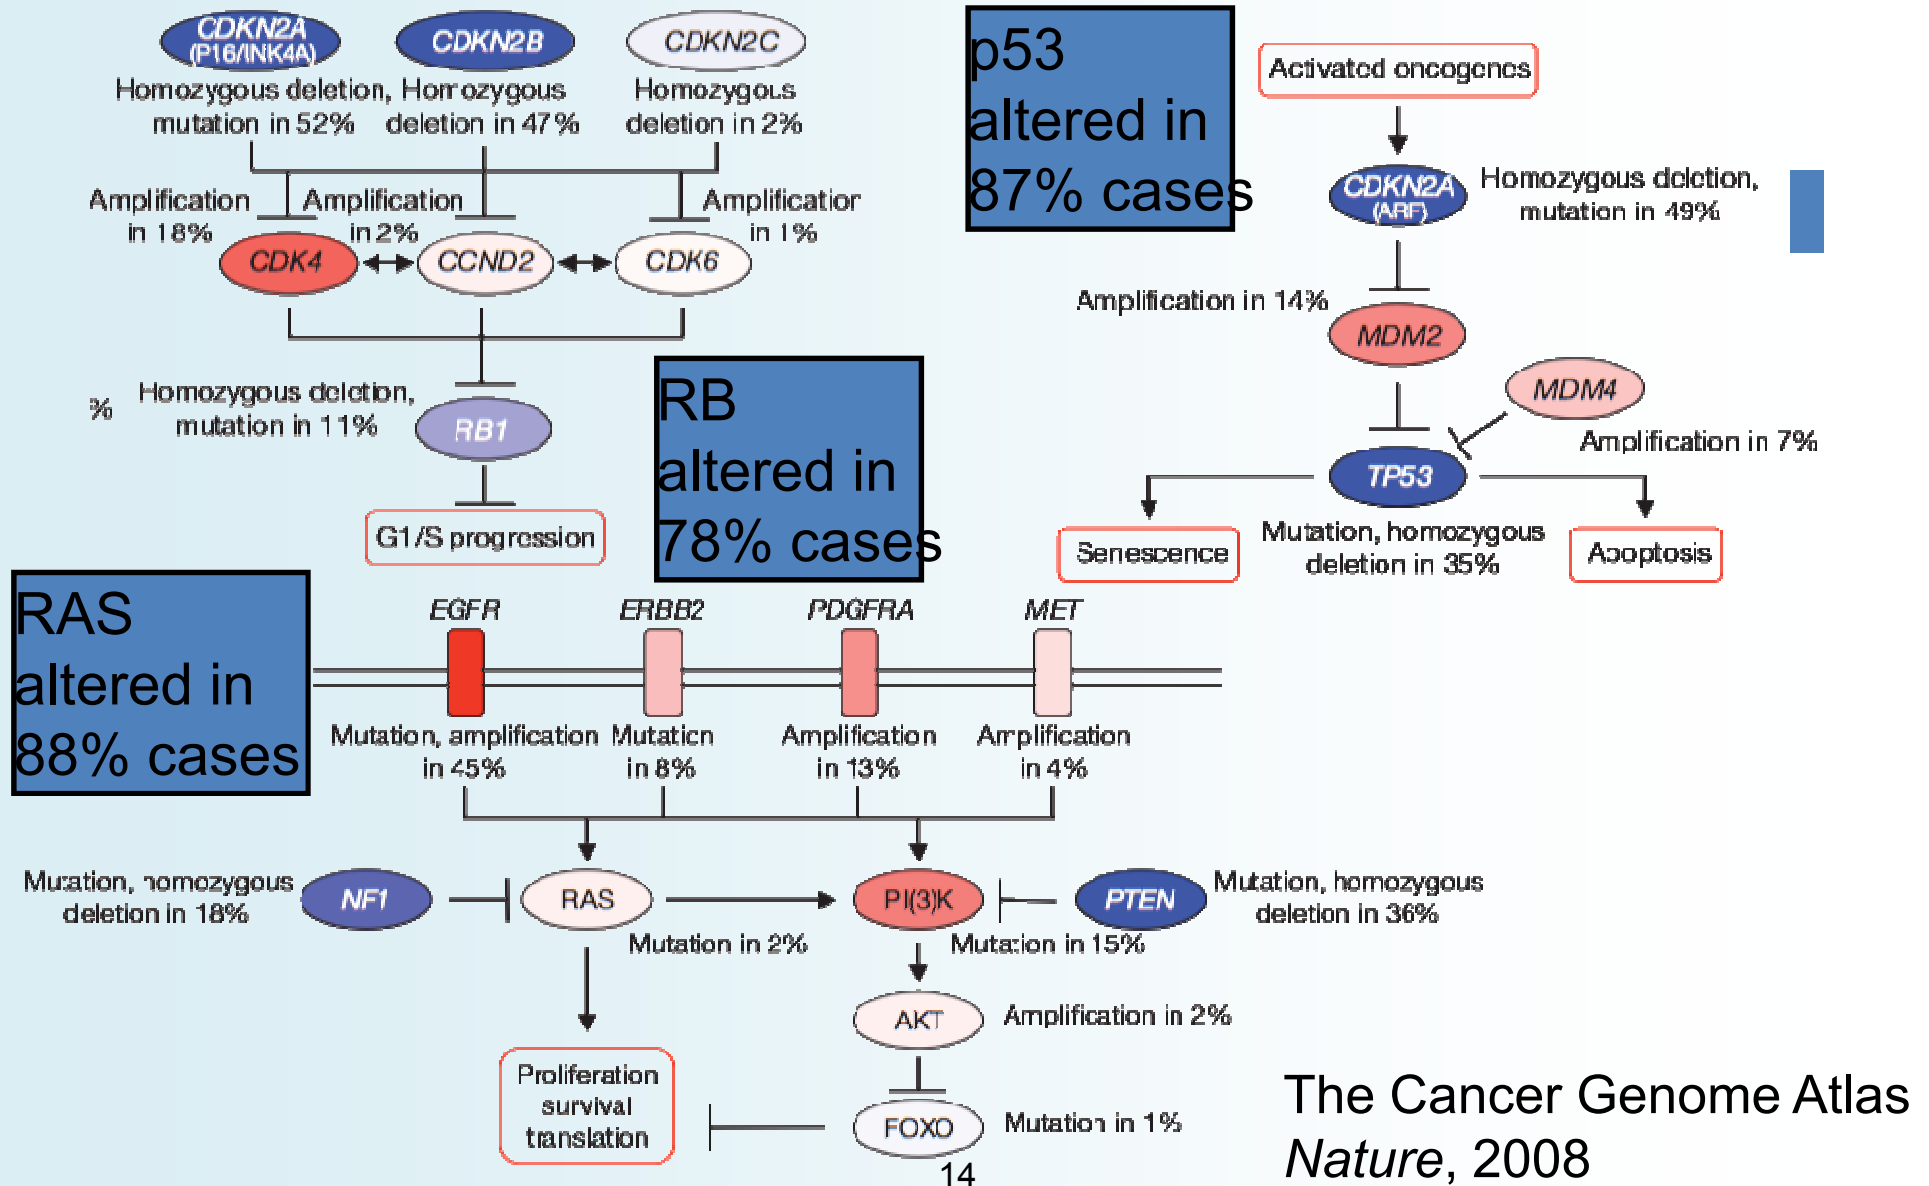 CDKN2A
(P16/INK4A)
Homozygous deletion,
mutation in 52%
CDKN2B
Homozygous
deletion in 47%
CDKN2C
Homozygous
deletion in 2%
Amplification
in 18%
Amplification
in 2%
Amplification
in 1%
CDK4
CCND2
CDK6
%
Homozygous deletion,
mutation in 11%
RB1
G1/S progression
RB
altered in
78% cases
p53
altered in
87% cases
Activated oncogenes
CDKN2A
(ARF)
Homozygous deletion,
mutation in 49%
Amplification in 14%
MDM2
MDM4
Amplification in 7%
TP53
Mutation, homozygous
deletion in 35%
Senescence
Apoptosis
RAS
altered in
88% cases
EGFR
ERBB2
PDGFRA
MET
Mutation, amplification
in 45%
Mutation
in 8%
Amplification
in 13%
Amplification
in 4%
Mutation, homozygous
deletion in 18%
NF1
RAS
Mutation in 2%
PI(3)K
Mutation in 15%
PTEN
Mutation, homozygous
deletion in 36%
AKT
Amplification in 2%
Proliferation
survival
translation
FOXO
Mutation in 1%
14
The Cancer Genome Atlas
Nature, 2008